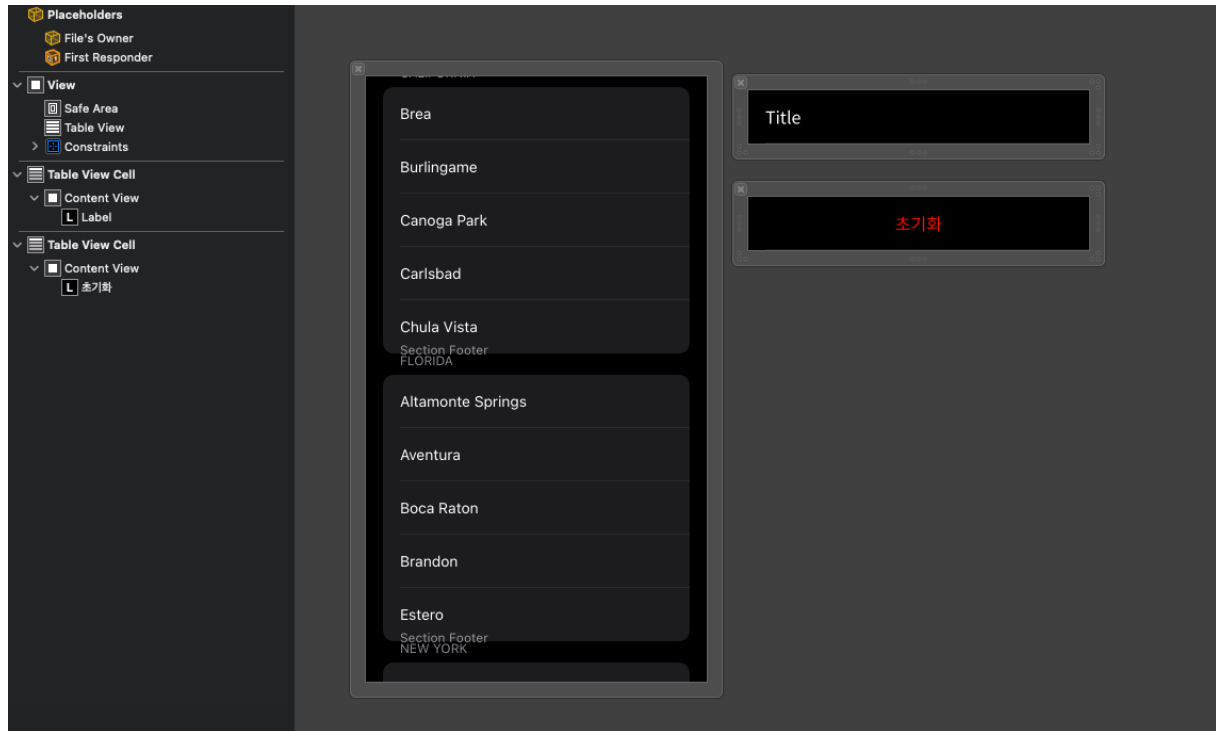 Placeholders
File's Owner
First Responder
View
Safe Area
Table View
Constraints
Table View Cell
Content View
L Label
Table View Cell
Content View
L 초기화
Brea
Burlingame
Canoga Park
Carlsbad
Chula Vista
Section Footer
FLORIDA
Altamonte Springs
Aventura
Boca Raton
Brandon
Estero
Section Footer
NEW YORK
Title
초기화